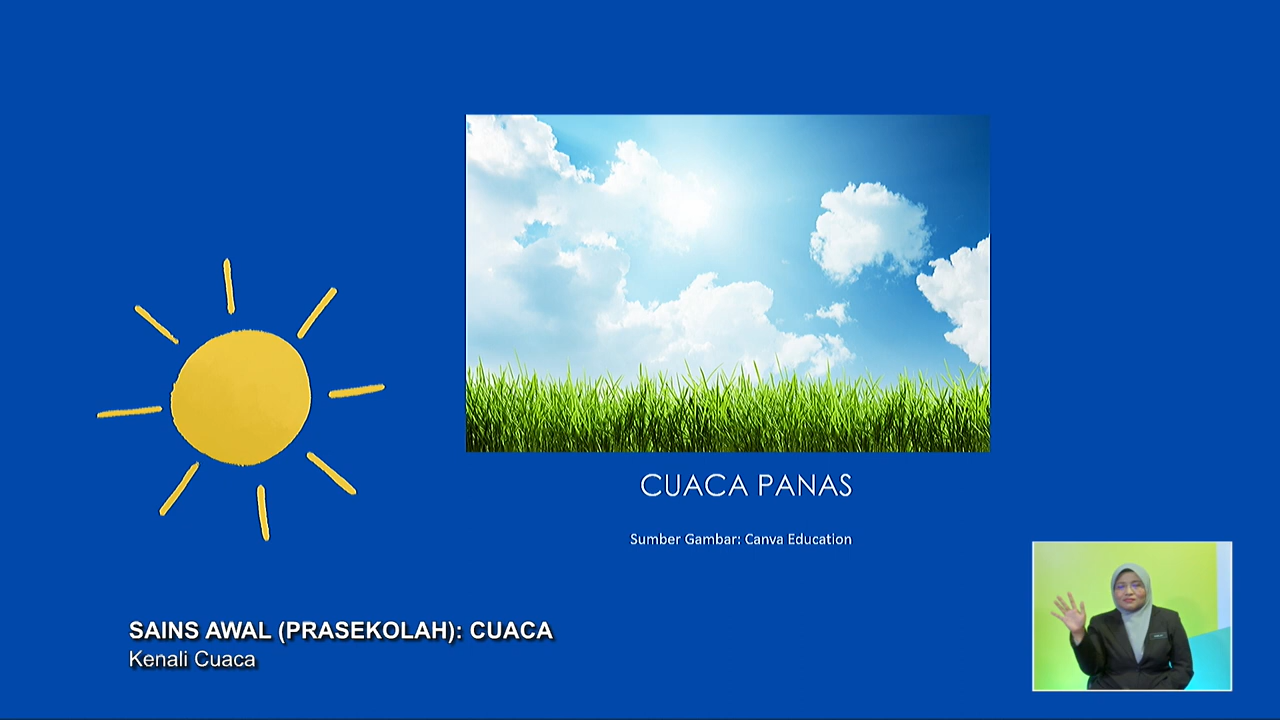 CUACA PANAS
Sumber Gambar: Canva Education
SAINS AWAL (PRASEKOLAH): CUACA
Kenali Cuaca